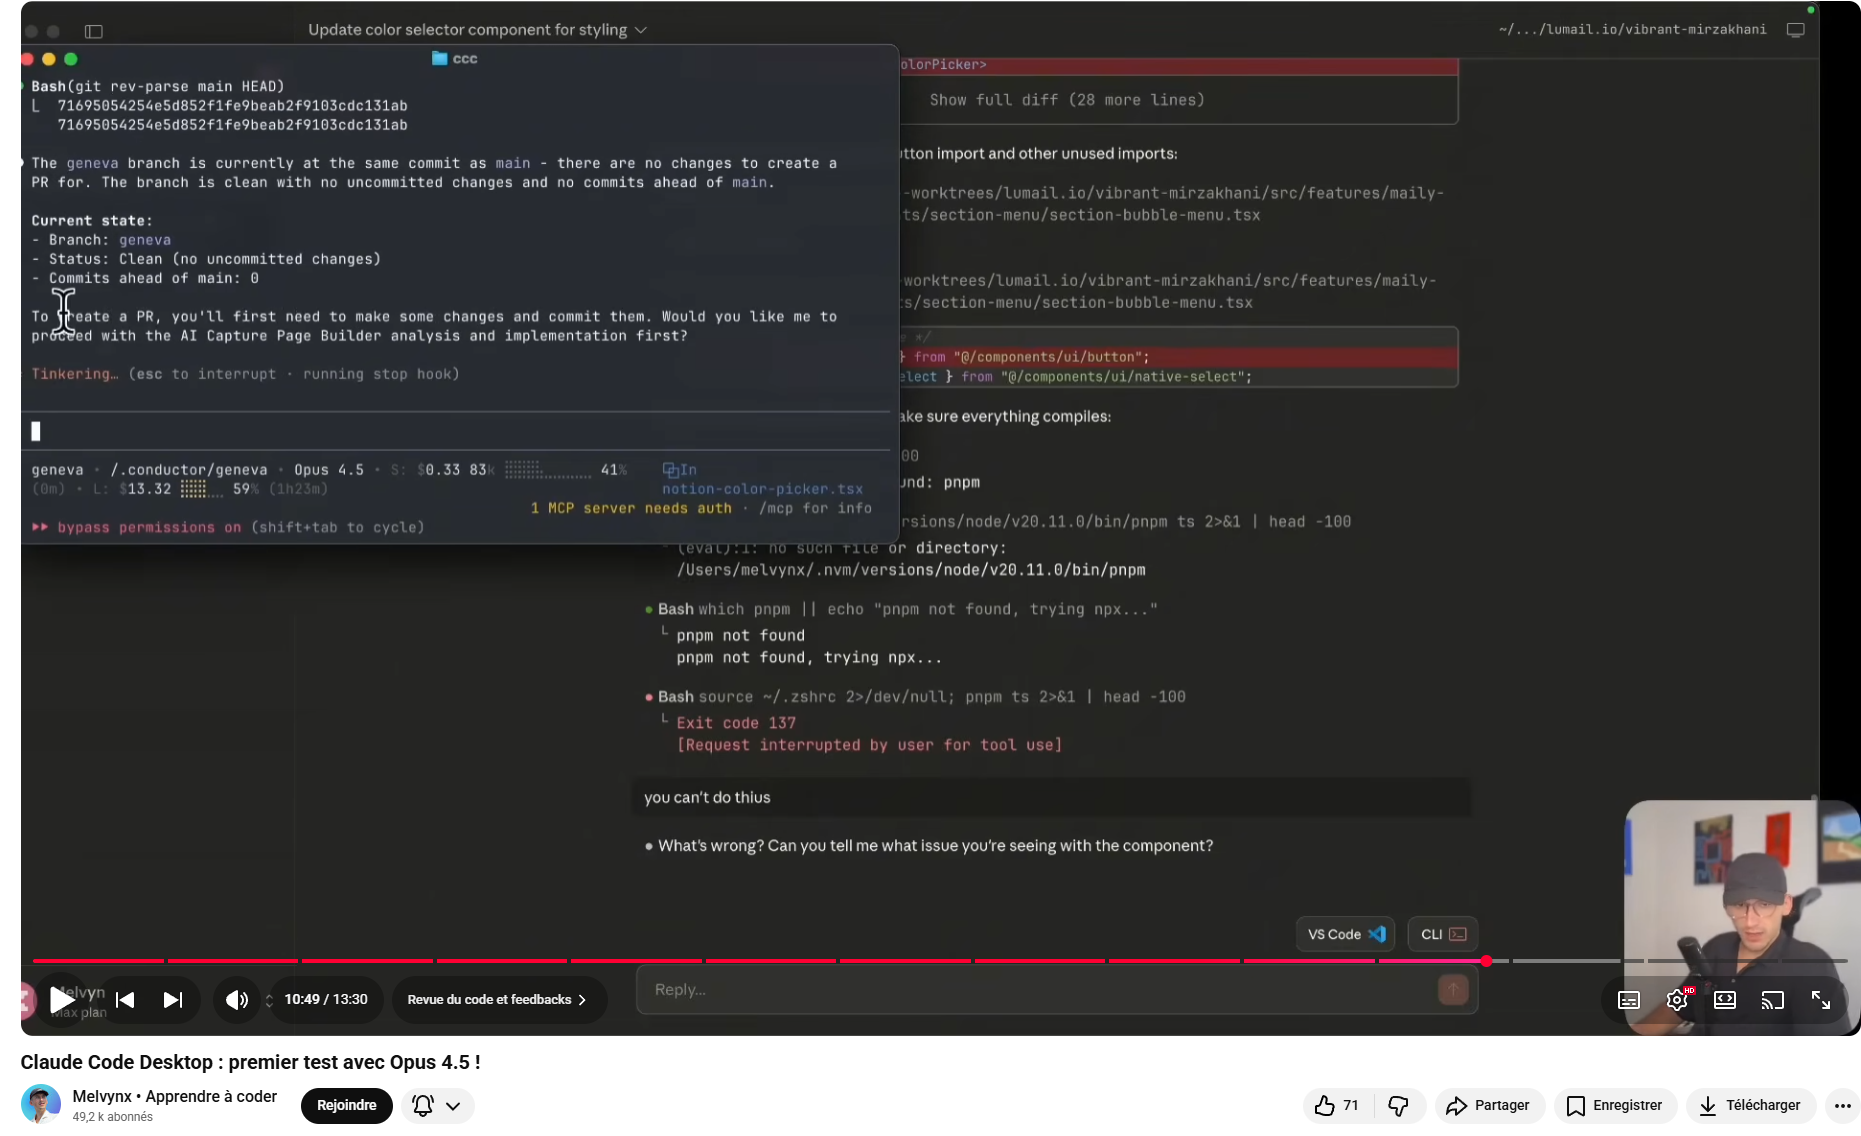 Update color selector component for styling
~/.../lumail.io/vibrant-mirzakhani
ccc
Bash(git rev-parse main HEAD)
71695054254e5d852f1fe9beab2f9103cdc131ab
71695054254e5d852f1fe9beab2f9103cdc131ab
The geneva branch is currently at the same commit as main - there are no changes to create a
PR for. The branch is clean with no uncommitted changes and no commits ahead of main.
Current state:
- Branch: geneva
- Status: Clean (no uncommitted changes)
- Commits ahead of main: 0
To create a PR, you'll first need to make some changes and commit them. Would you like me to
proceed with the AI Capture Page Builder analysis and implementation first?
Tinkering… (esc to interrupt · running stop hook)
geneva · /.conductor/geneva · Opus 4.5 · S: $0.33 83k 41%
(0m) · L: $13.32 59% (1h23m)
In
notion-color-picker.tsx
1 MCP server needs auth · /mcp for info
bypass permissions on (shift+tab to cycle)
olorPicker>
Show full diff (28 more lines)
utton import and other unused imports:
-worktrees/lumail.io/vibrant-mirzakhani/src/features/maily-
ts/section-menu/section-bubble-menu.tsx
-worktrees/lumail.io/vibrant-mirzakhani/src/features/maily-
ts/section-menu/section-bubble-menu.tsx
e */
} from "@/components/ui/button";
elect } from "@/components/ui/native-select";
ake sure everything compiles:
00
und: pnpm
rsions/node/v20.11.0/bin/pnpm ts 2>&1 | head -100
(eval):1: no such file or directory:
/Users/melvynx/.nvm/versions/node/v20.11.0/bin/pnpm
Bash which pnpm || echo "pnpm not found, trying npx..."
pnpm not found
pnpm not found, trying npx...
Bash source ~/.zshrc 2>/dev/null; pnpm ts 2>&1 | head -100
Exit code 137
[Request interrupted by user for tool use]
you can't do thius
What's wrong? Can you tell me what issue you're seeing with the component?
VS Code
CLI
Reply...
Melvyn
Max plan
10:49 / 13:30
Revue du code et feedbacks
HD
Claude Code Desktop : premier test avec Opus 4.5 !
Melvynx • Apprendre à coder
49,2 k abonnés
Rejoindre
71
Partager
Enregistrer
Télécharger